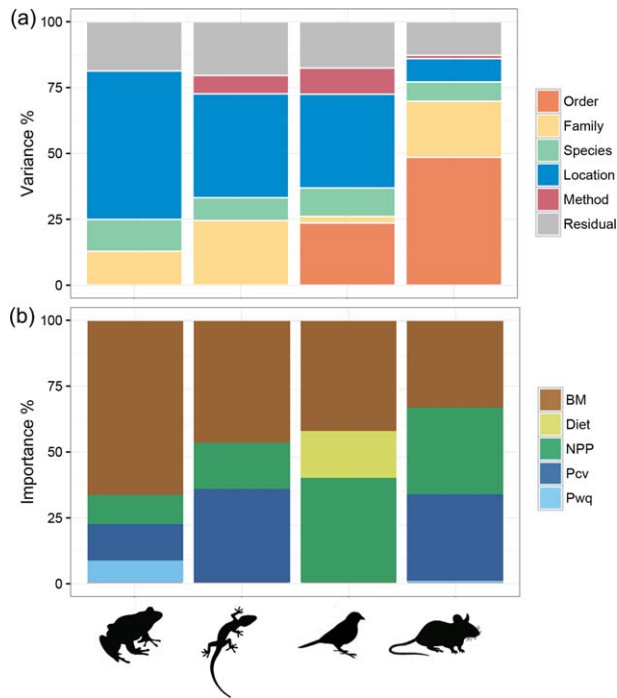 (a)
100
75
50
25
0
Variance %
Order
Family
Species
Location
Method
Residual
(b)
100
75
50
25
0
Importance %
BM
Diet
NPP
Pcv
Pwq